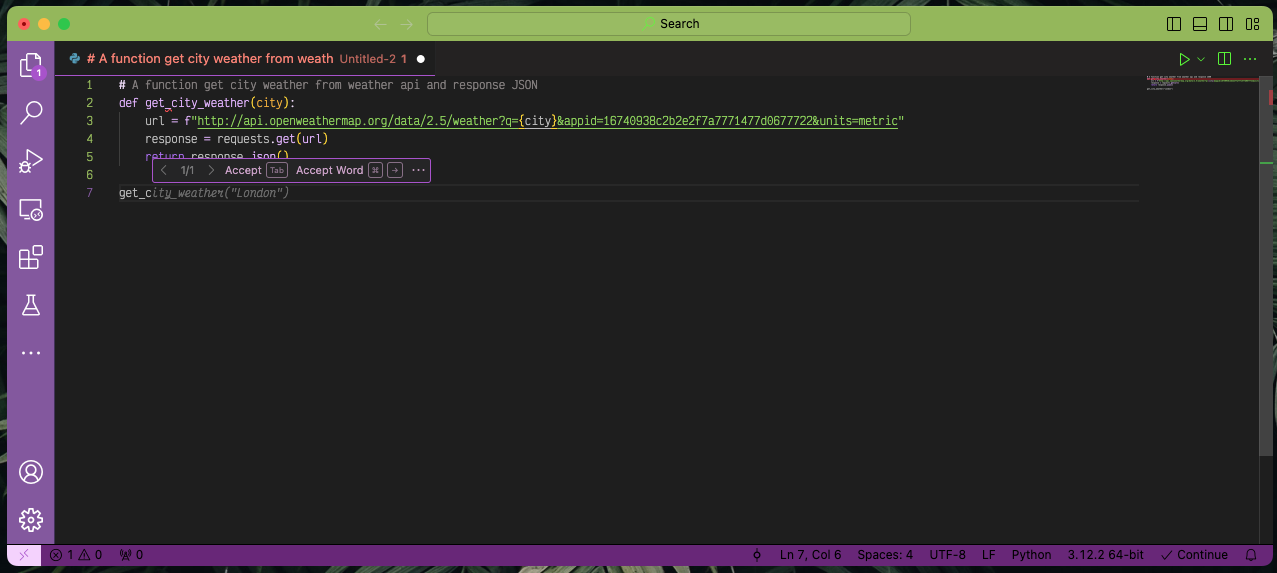 Search
1
# A function get city weather from weath Untitled-2 1
1 # A function get city weather from weather api and response JSON
2 def get_city_weather(city):
3 url = f"http://api.openweathermap.org/data/2.5/weather?q={city}&appid=16740938c2b2e2f7a7771477d0677722&units=metric"
4 response = requests.get(url)
5 return response.json()
1/1 Accept Tab Accept Word ⌘ → ···
6
7 get_city_weather("London")
1 0 0 Ln 7, Col 6 Spaces: 4 UTF-8 LF Python 3.12.2 64-bit Continue